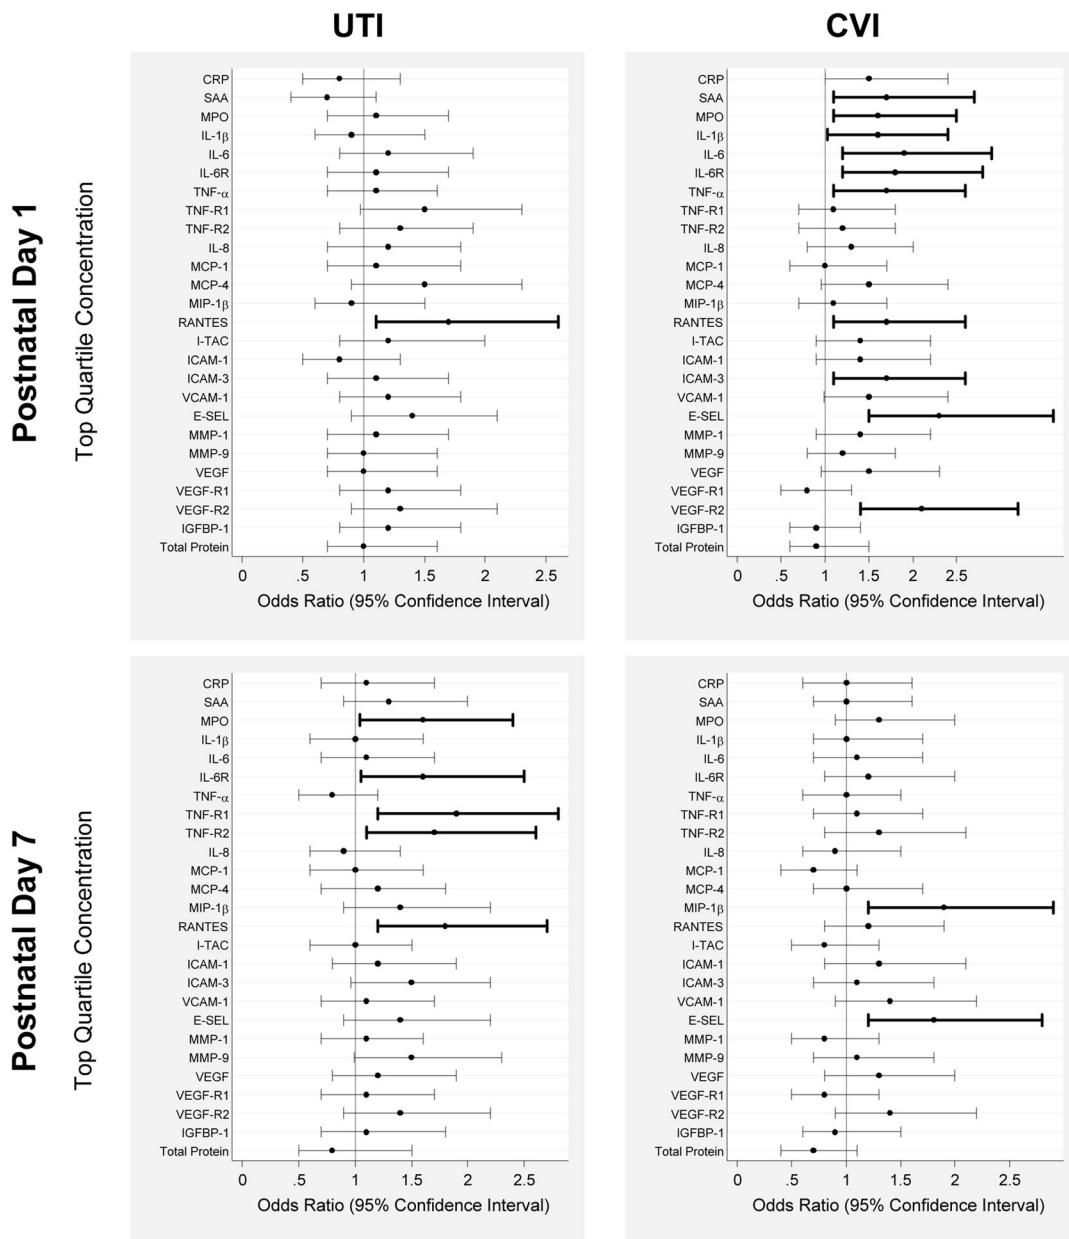 UTI
CVI
Postnatal Day 1
Top Quartile Concentration
CRP
SAA
MPO
IL-1β
IL-6
IL-6R
TNF-α
TNF-R1
TNF-R2
IL-8
MCP-1
MCP-4
MIP-1β
RANTES
I-TAC
ICAM-1
ICAM-3
VCAM-1
E-SEL
MMP-1
MMP-9
VEGF
VEGF-R1
VEGF-R2
IGFBP-1
Total Protein
0 .5 1 1.5 2 2.5
Odds Ratio (95% Confidence Interval)
CRP
SAA
MPO
IL-1β
IL-6
IL-6R
TNF-α
TNF-R1
TNF-R2
IL-8
MCP-1
MCP-4
MIP-1β
RANTES
I-TAC
ICAM-1
ICAM-3
VCAM-1
E-SEL
MMP-1
MMP-9
VEGF
VEGF-R1
VEGF-R2
IGFBP-1
Total Protein
0 .5 1 1.5 2 2.5
Odds Ratio (95% Confidence Interval)
Postnatal Day 7
Top Quartile Concentration
CRP
SAA
MPO
IL-1β
IL-6
IL-6R
TNF-α
TNF-R1
TNF-R2
IL-8
MCP-1
MCP-4
MIP-1β
RANTES
I-TAC
ICAM-1
ICAM-3
VCAM-1
E-SEL
MMP-1
MMP-9
VEGF
VEGF-R1
VEGF-R2
IGFBP-1
Total Protein
0 .5 1 1.5 2 2.5
Odds Ratio (95% Confidence Interval)
CRP
SAA
MPO
IL-1β
IL-6
IL-6R
TNF-α
TNF-R1
TNF-R2
IL-8
MCP-1
MCP-4
MIP-1β
RANTES
I-TAC
ICAM-1
ICAM-3
VCAM-1
E-SEL
MMP-1
MMP-9
VEGF
VEGF-R1
VEGF-R2
IGFBP-1
Total Protein
0 .5 1 1.5 2 2.5
Odds Ratio (95% Confidence Interval)